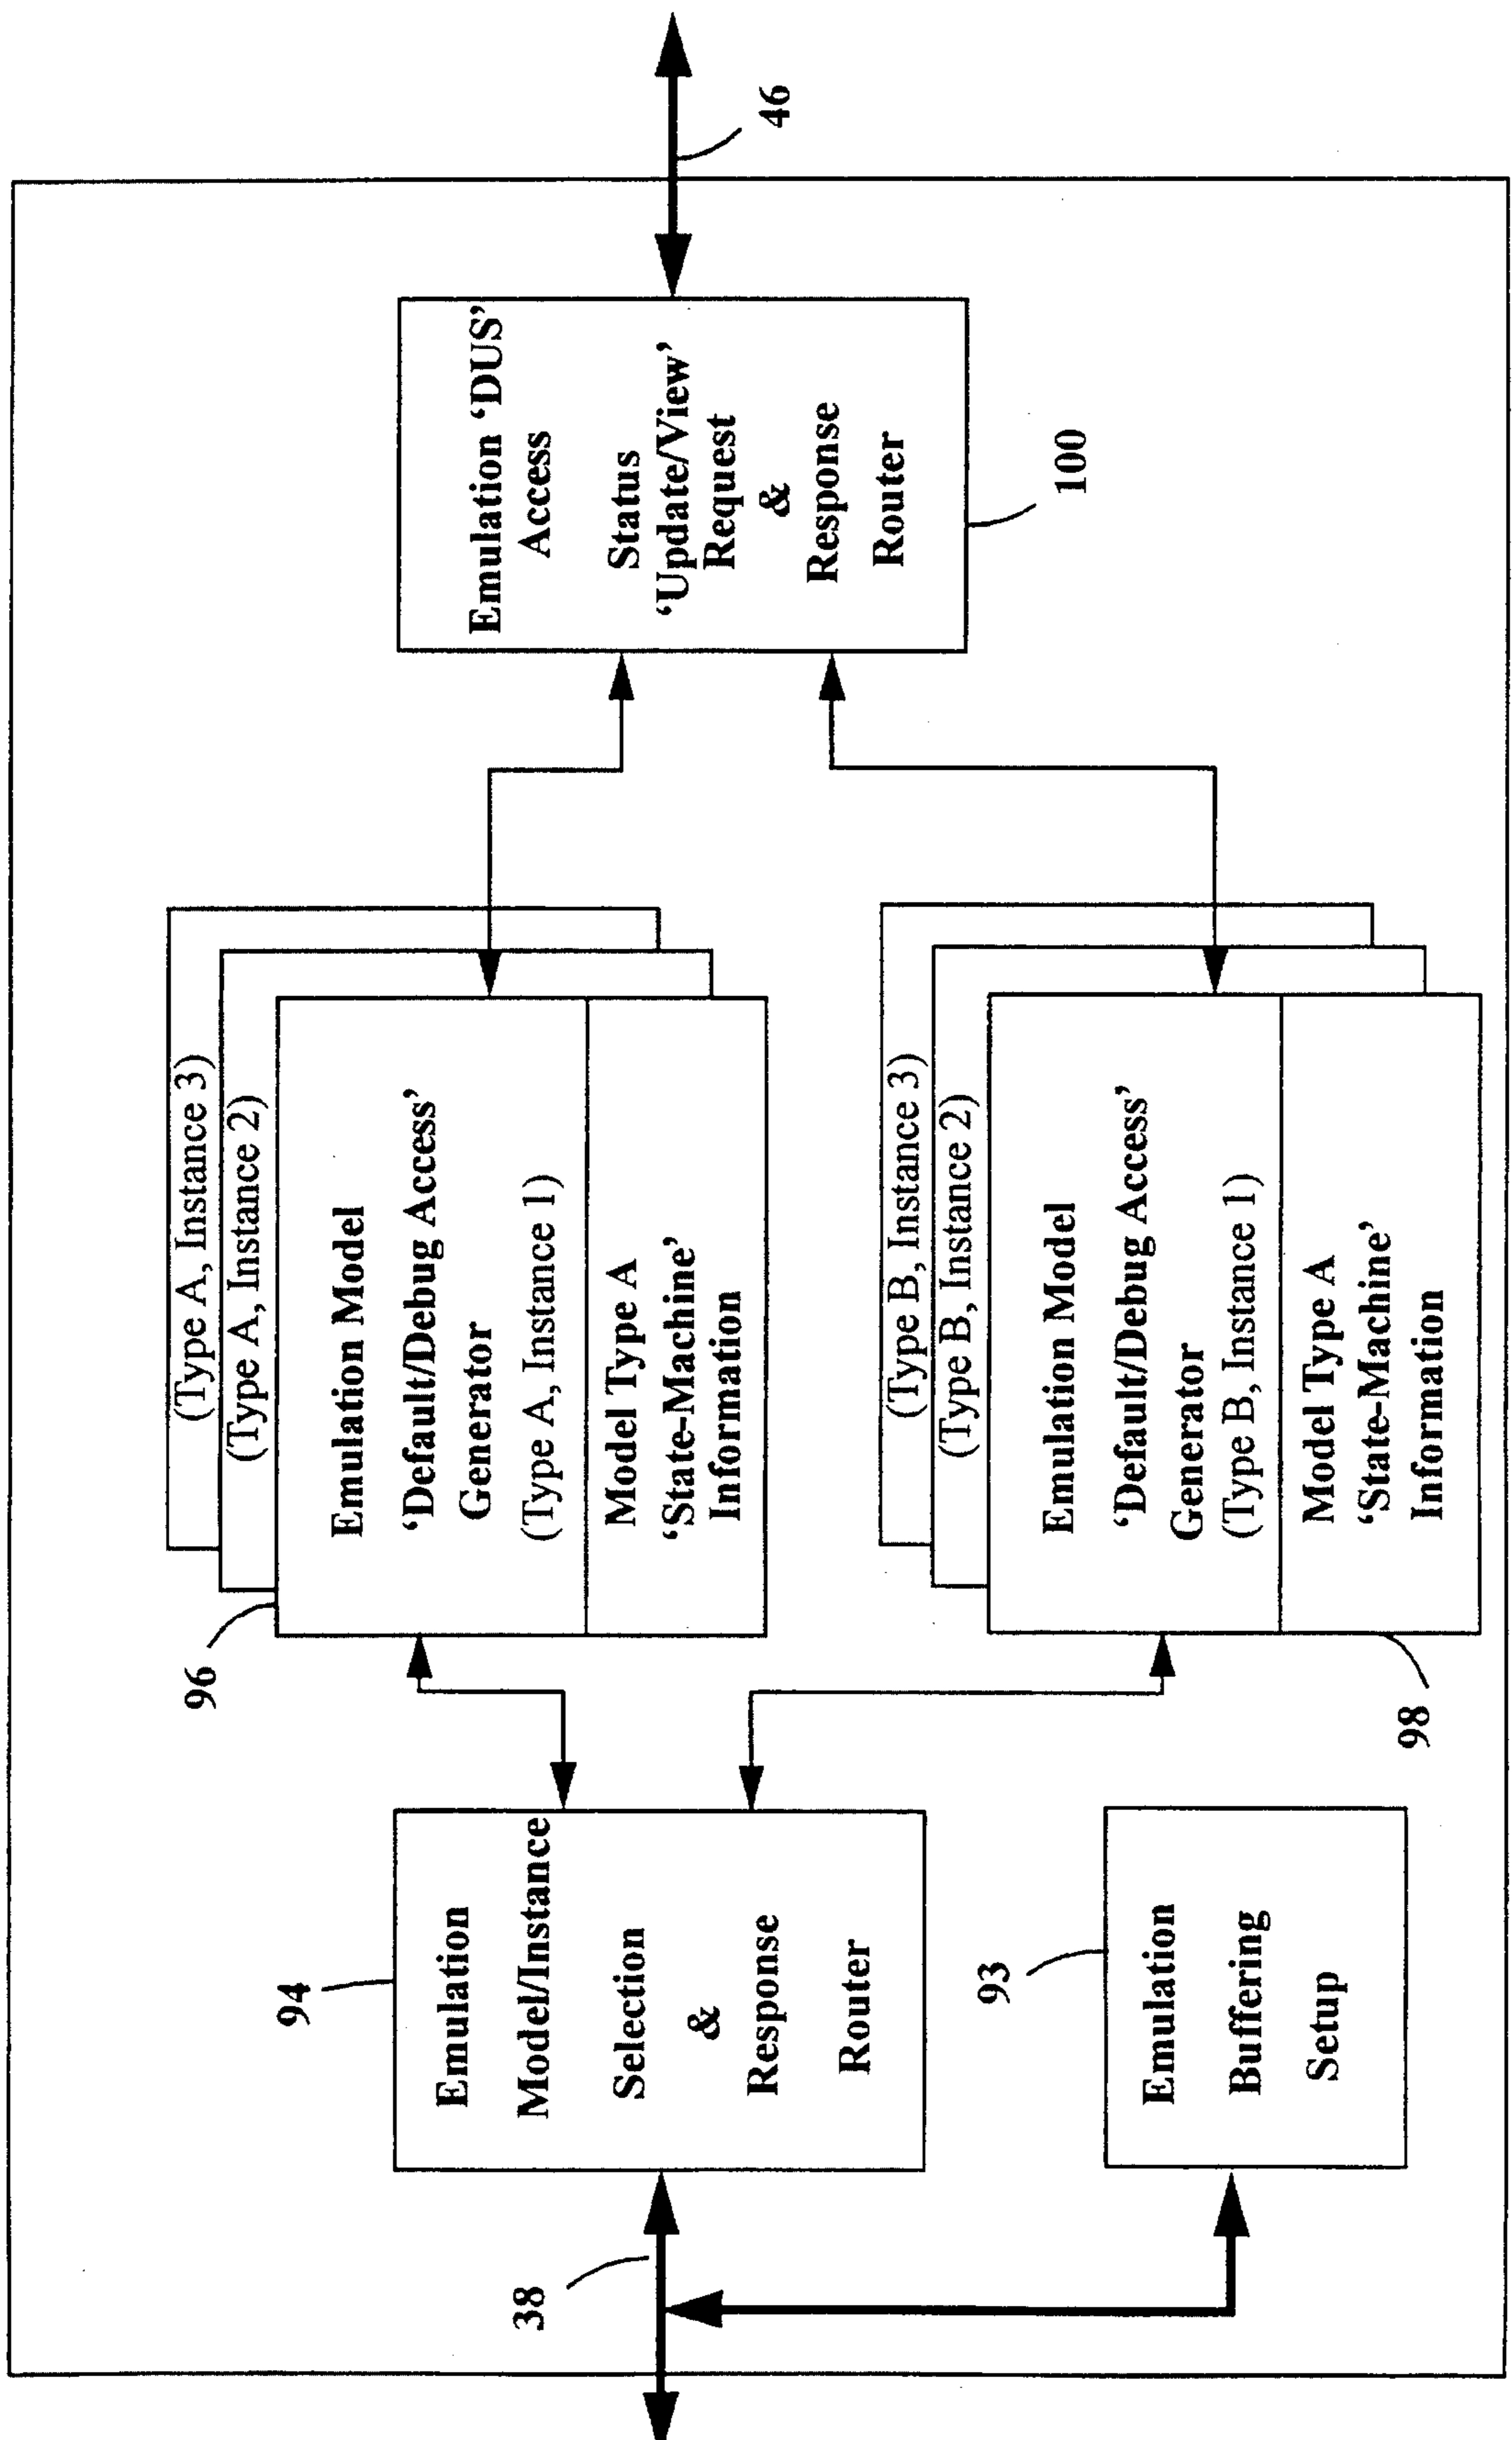 94
Emulation
Model/Instance
Selection
&
Response
Router
38
93
Emulation
Buffering
Setup
96
(Type A, Instance 3)
(Type A, Instance 2)
Emulation Model
‘Default/Debug Access’
Generator
(Type A, Instance 1)
Model Type A
‘State-Machine’
Information
(Type B, Instance 3)
(Type B, Instance 2)
Emulation Model
‘Default/Debug Access’
Generator
(Type B, Instance 1)
Model Type A
‘State-Machine’
Information
98
Emulation ‘DUS’
Access
Status
‘Update/View’
Request
&
Response
Router
100
46